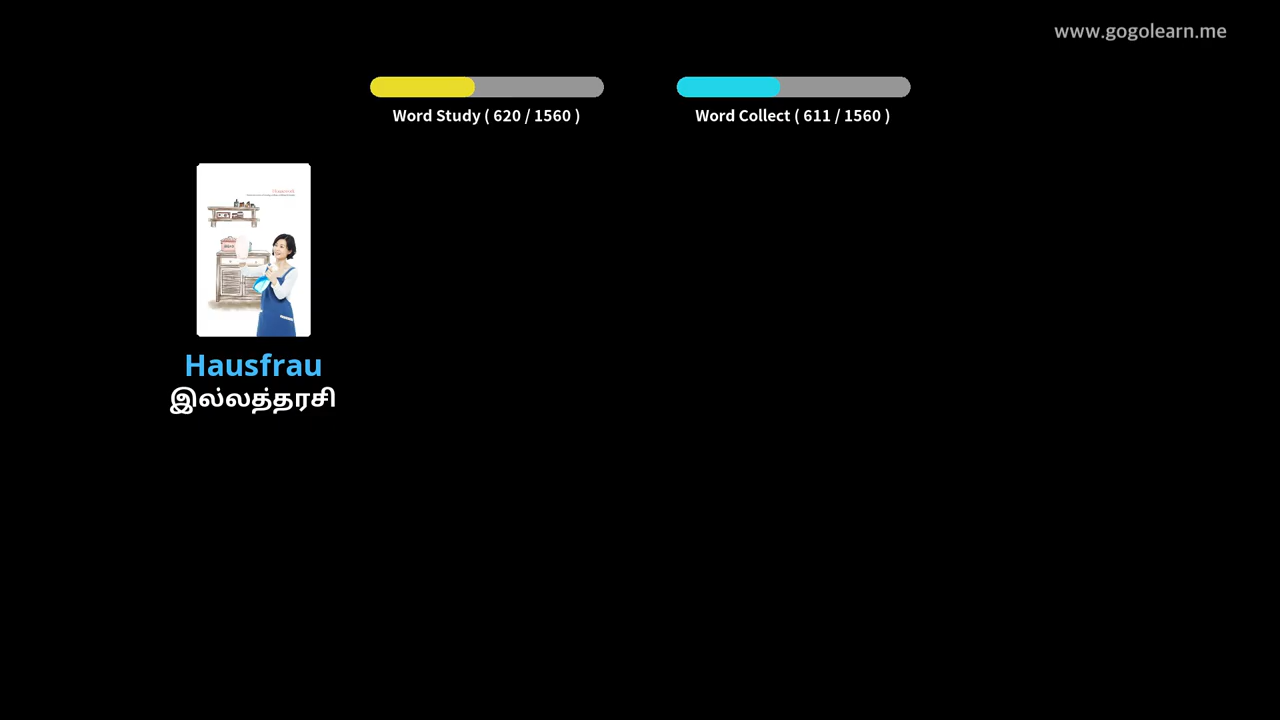 www.gogolearn.me
Word Study ( 620 / 1560 )
Word Collect ( 611 / 1560 )
Hausfrau
இல்லத்தரசி